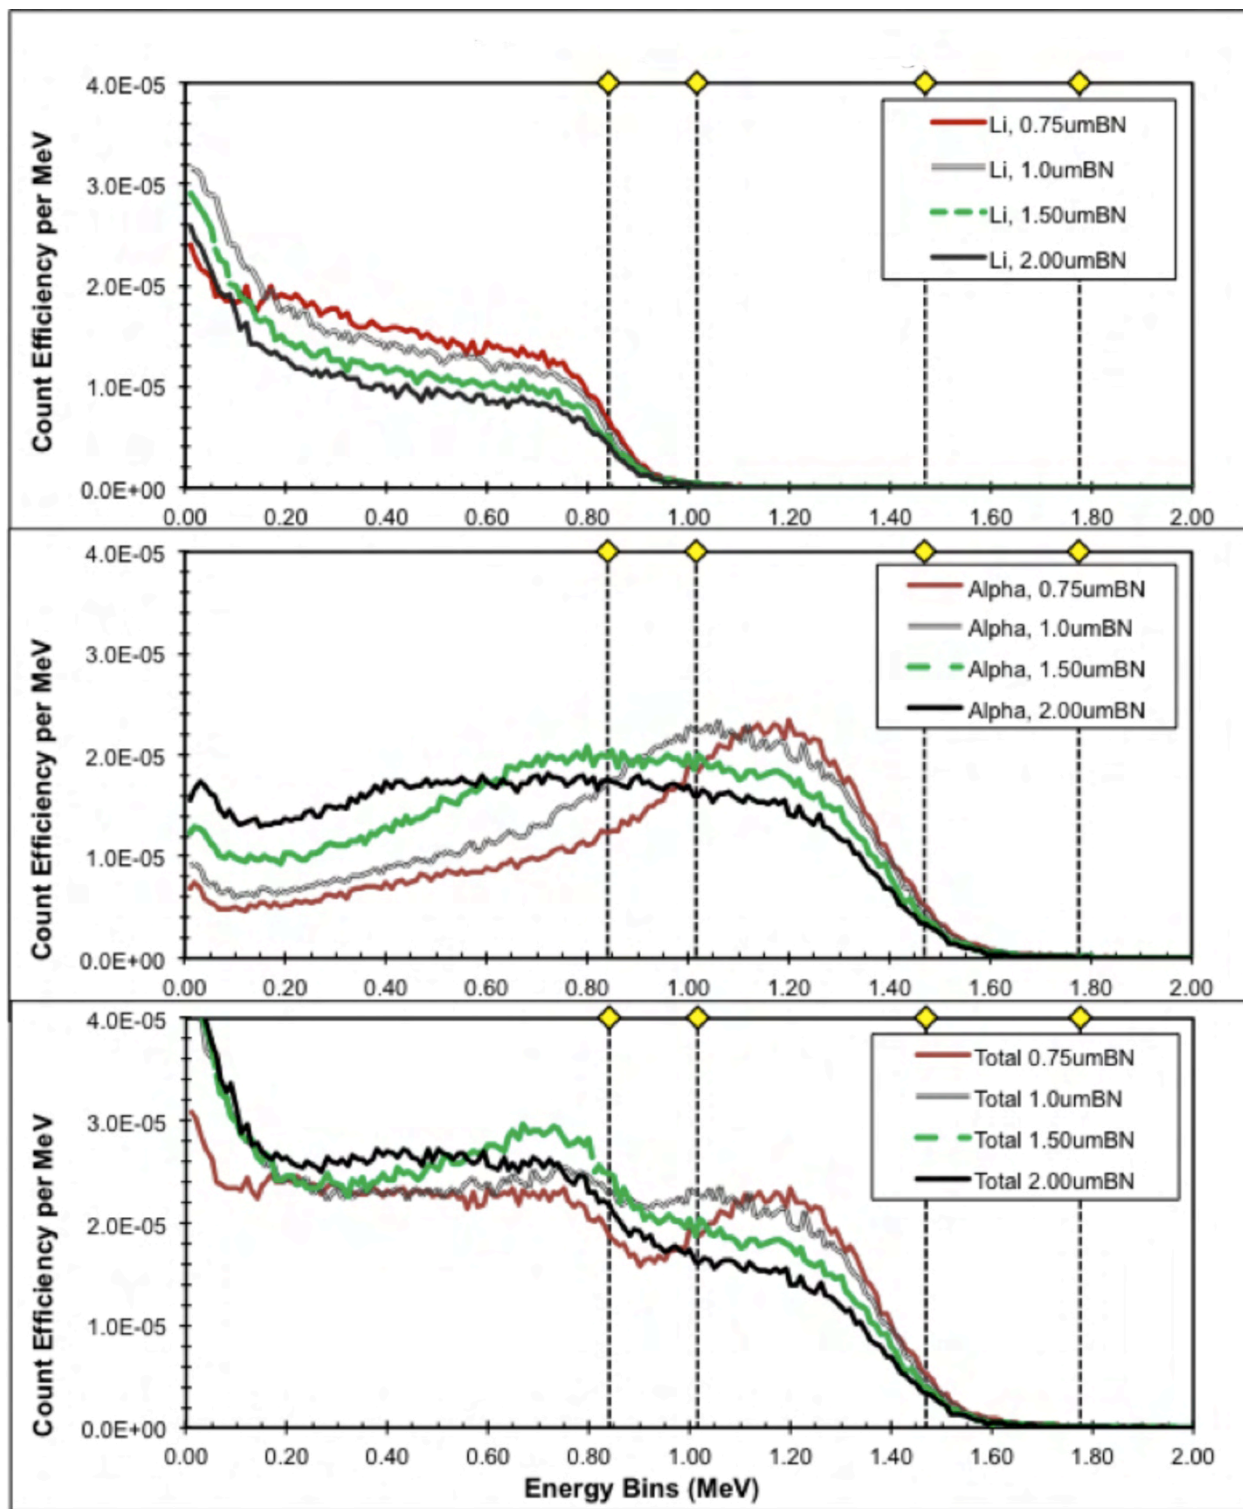 Count Efficiency per MeV
4.0E-05
3.0E-05
2.0E-05
1.0E-05
0.0E+00
0.00 0.20 0.40 0.60 0.80 1.00 1.20 1.40 1.60 1.80 2.00
Li, 0.75umBN
Li, 1.0umBN
Li, 1.50umBN
Li, 2.00umBN
Count Efficiency per MeV
4.0E-05
3.0E-05
2.0E-05
1.0E-05
0.0E+00
0.00 0.20 0.40 0.60 0.80 1.00 1.20 1.40 1.60 1.80 2.00
Alpha, 0.75umBN
Alpha, 1.0umBN
Alpha, 1.50umBN
Alpha, 2.00umBN
Count Efficiency per MeV
4.0E-05
3.0E-05
2.0E-05
1.0E-05
0.0E+00
0.00 0.20 0.40 0.60 0.80 1.00 1.20 1.40 1.60 1.80 2.00
Total 0.75umBN
Total 1.0umBN
Total 1.50umBN
Total 2.00umBN
Energy Bins (MeV)